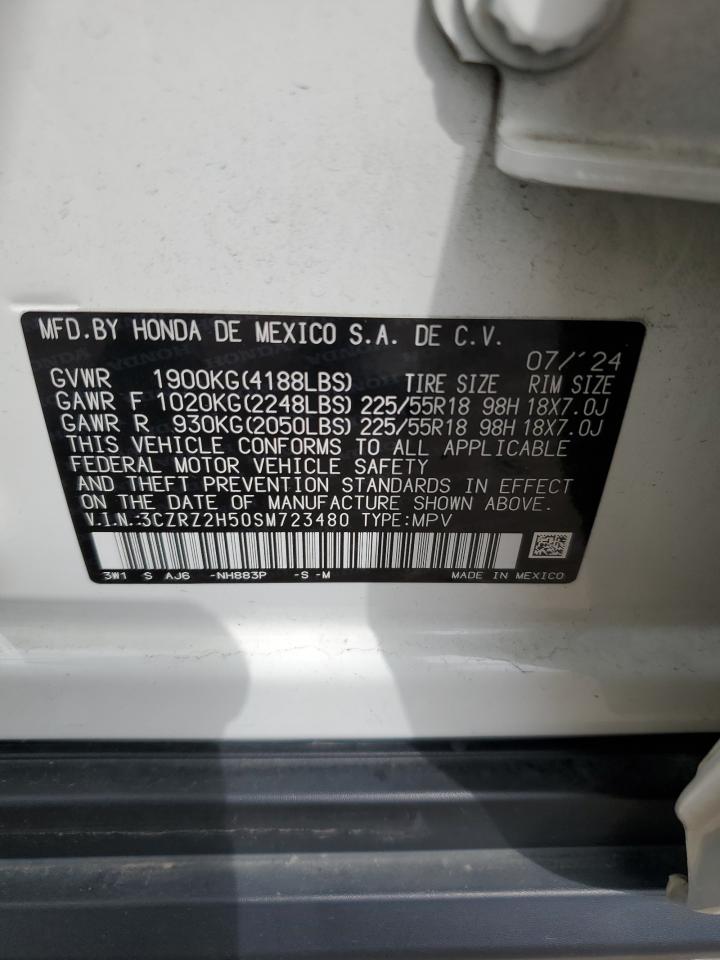 MFD.BY HONDA DE MEXICO S.A. DE C.V.
07/'24
GVWR 1900KG(4188LBS) TIRE SIZE RIM SIZE
GAWR F 1020KG(2248LBS) 225/55R18 98H 18X7.0J
GAWR R 930KG(2050LBS) 225/55R18 98H 18X7.0J
THIS VEHICLE CONFORMS TO ALL APPLICABLE
FEDERAL MOTOR VEHICLE SAFETY
AND THEFT PREVENTION STANDARDS IN EFFECT
ON THE DATE OF MANUFACTURE SHOWN ABOVE.
V.I.N.:3CZRZ2H50SM723480 TYPE:MPV
3W1 S AJ6 -NH883P -S -M MADE IN MEXICO